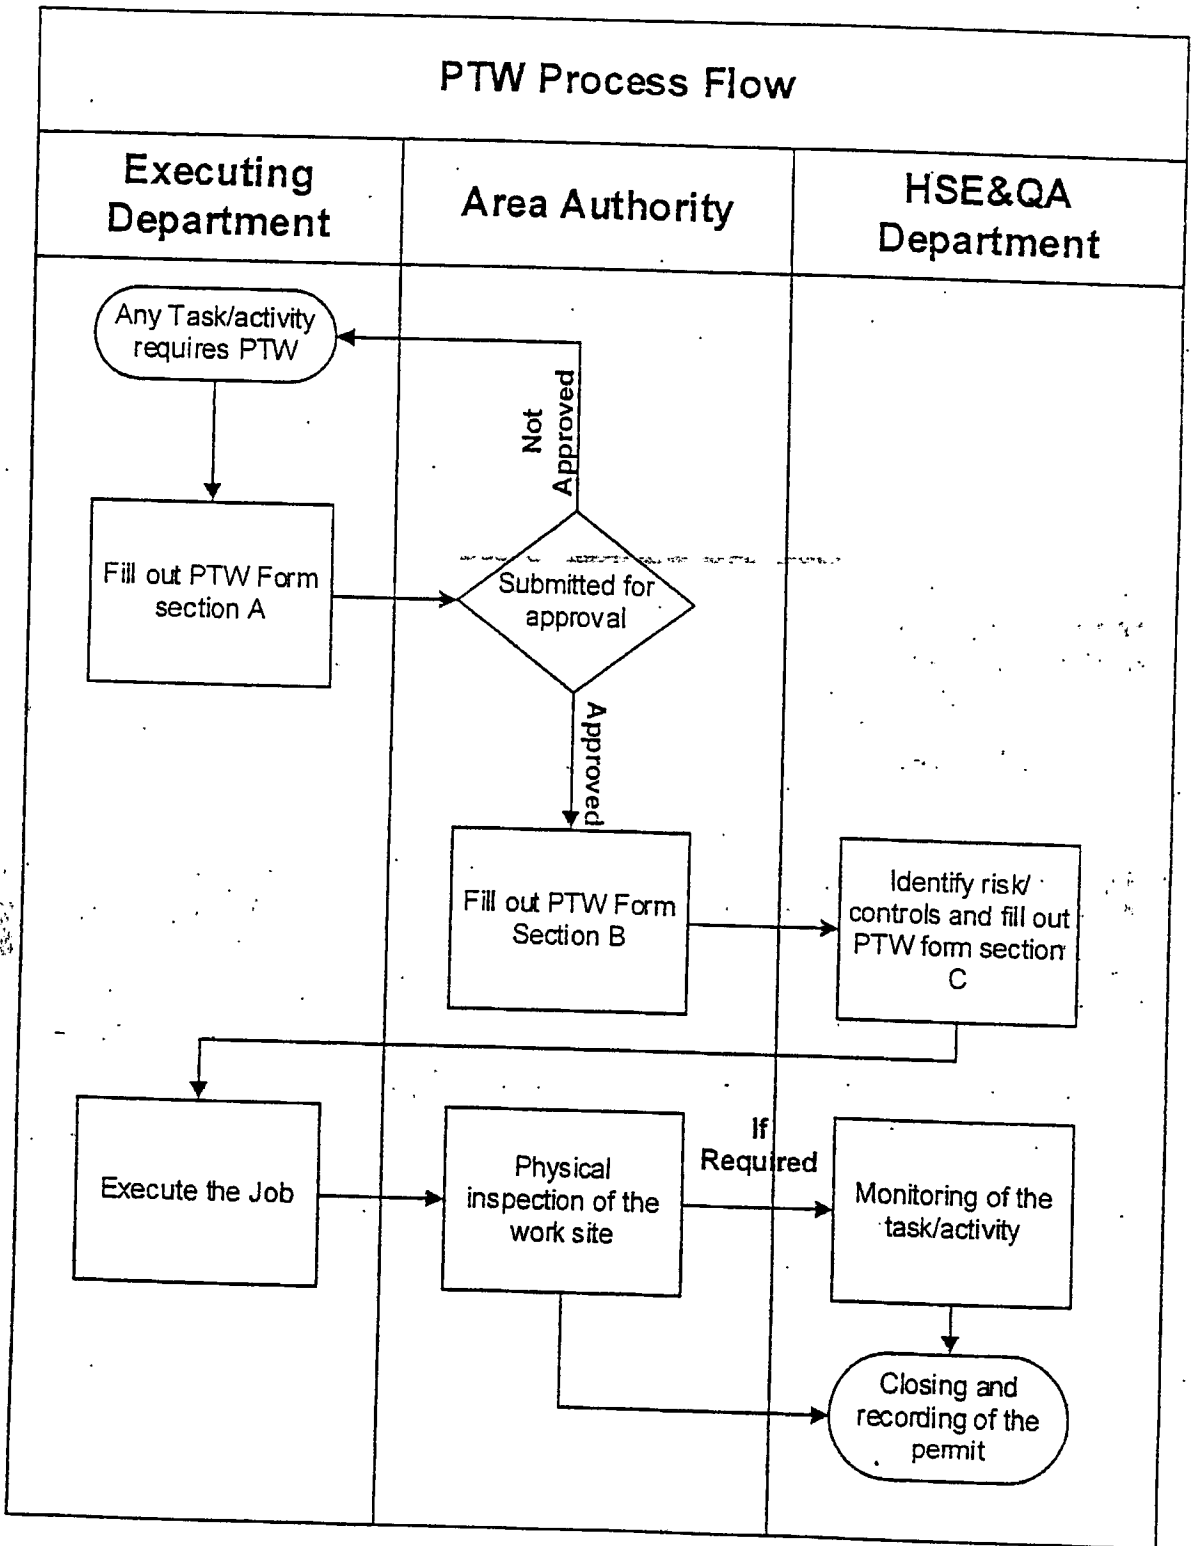 PTW Process Flow
Executing
Department
Area Authority
HSE&QA
Department
Any Task/activity
requires PTW
Not
Approved
Fill out PTW Form
section A
Submitted for
approval
Approved
Fill out PTW Form
Section B
Identify risk/
controls and fill out
PTW form section
C
Execute the Job
Physical
inspection of the
work site
If
Required
Monitoring of the
task/activity
Closing and
recording of the
permit